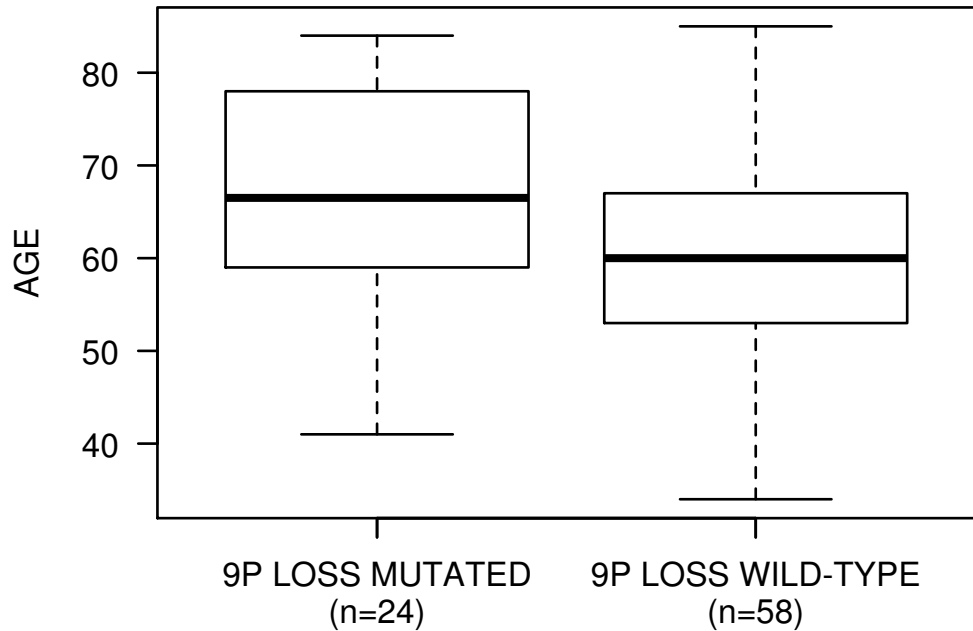 AGE
80
70
60
50
40
9P LOSS MUTATED
(n=24)
9P LOSS WILD-TYPE
(n=58)